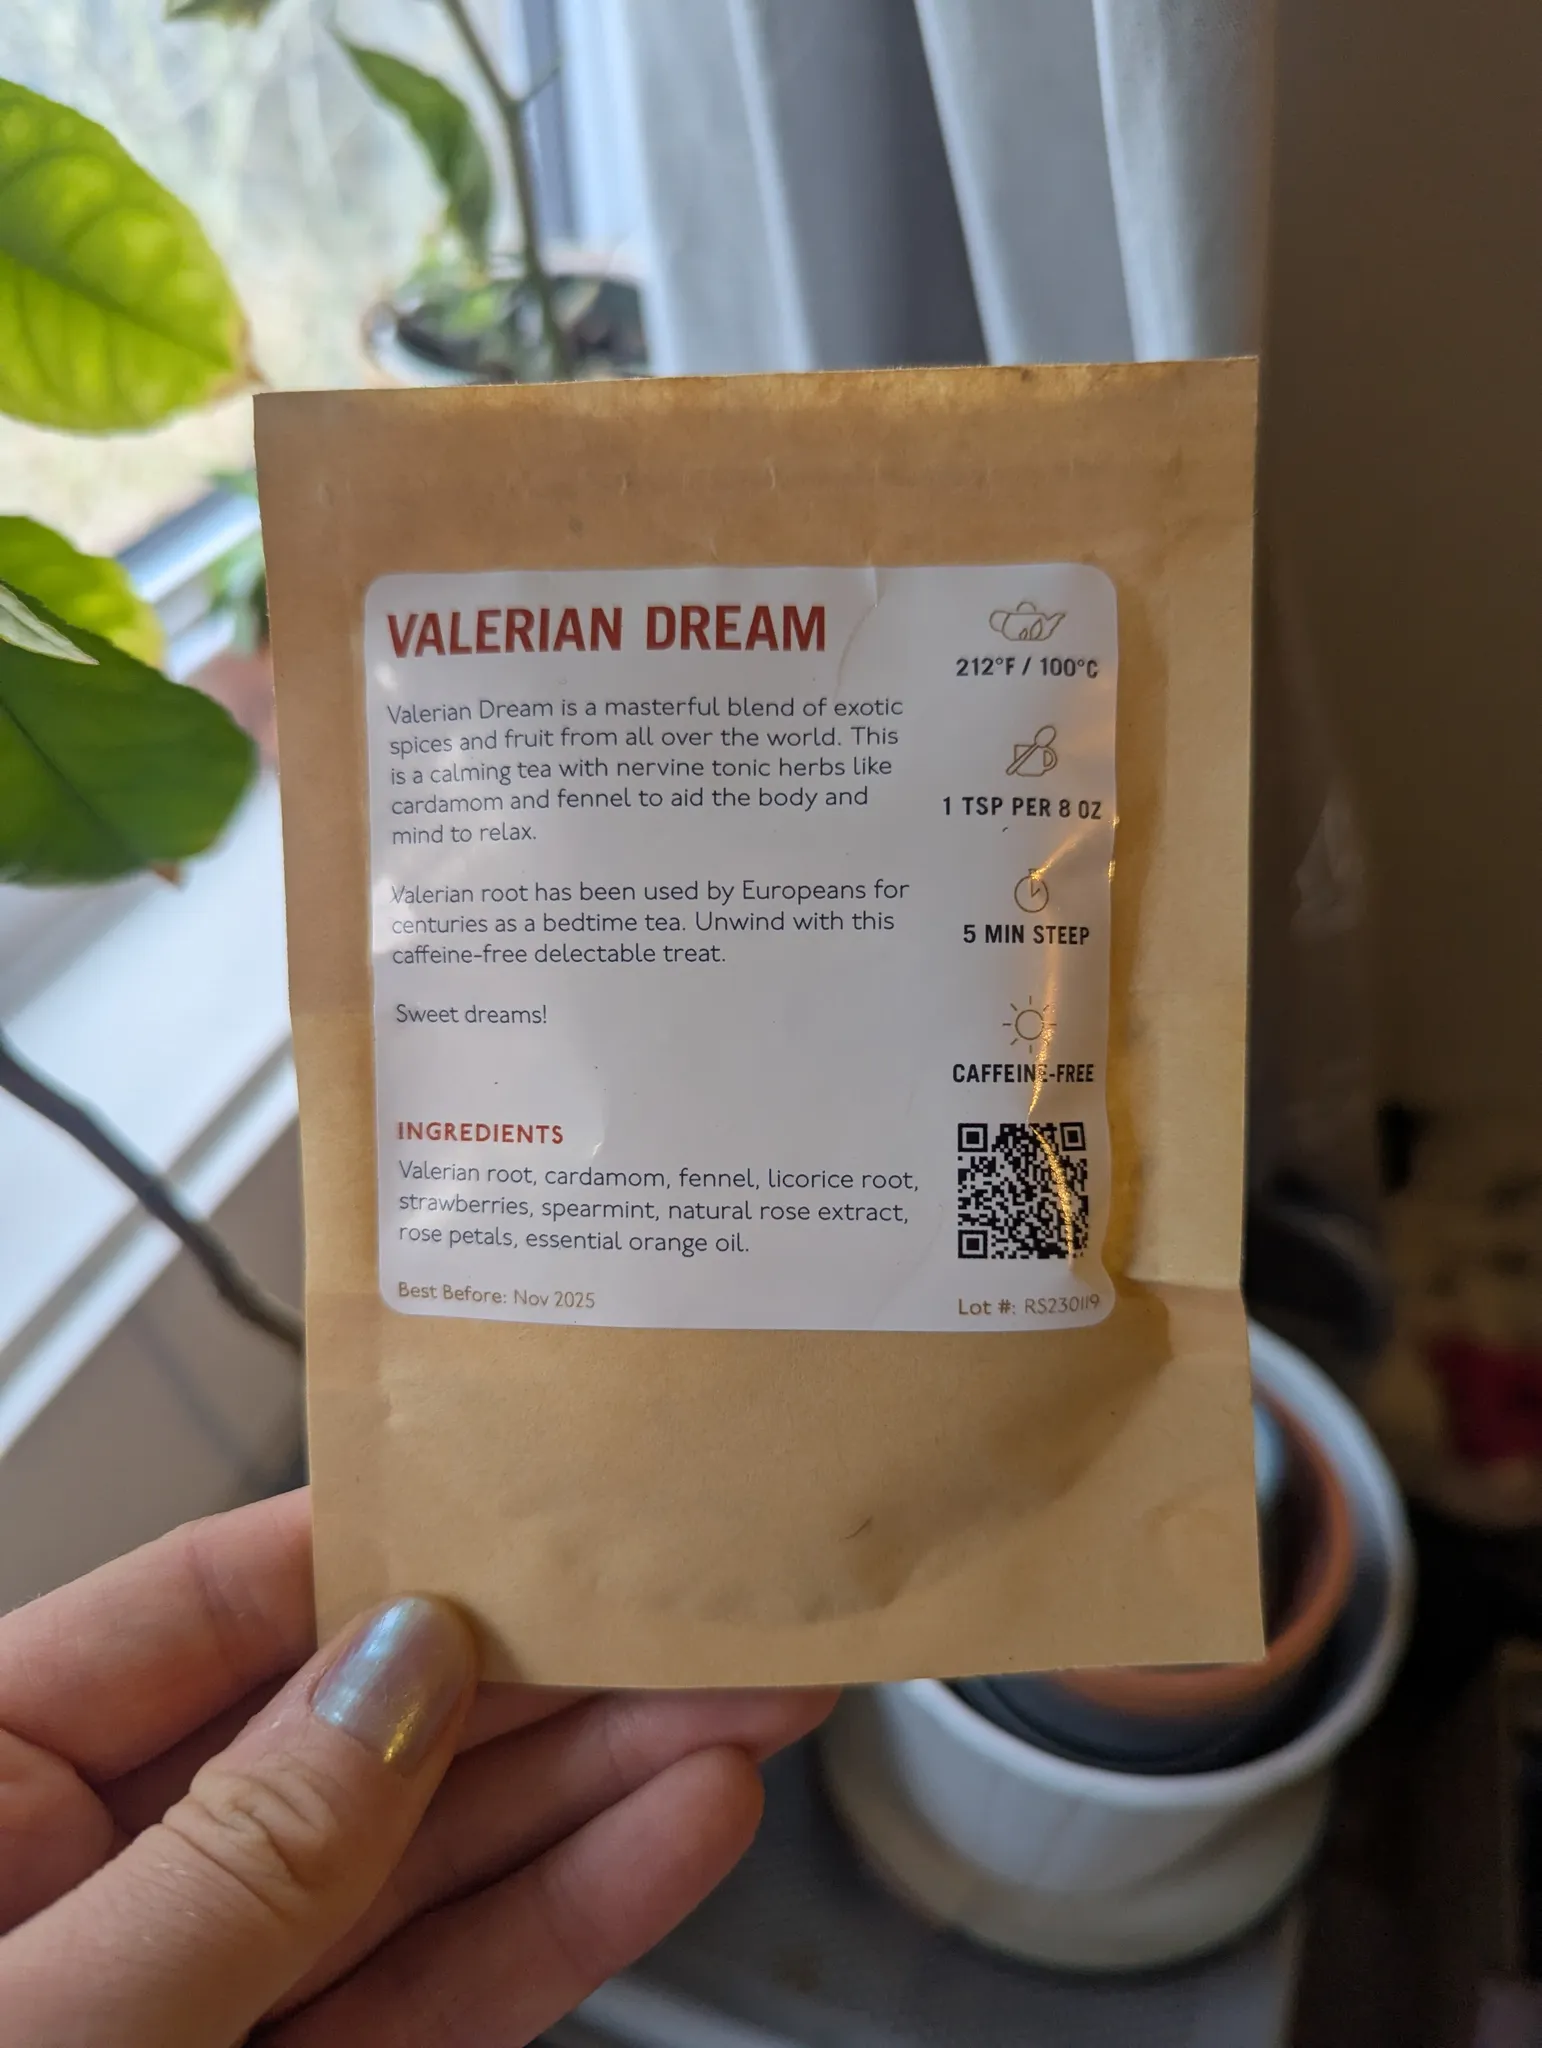 VALERIAN DREAM
Valerian Dream is a masterful blend of exotic
spices and fruit from all over the world. This
is a calming tea with nervine tonic herbs like
cardamom and fennel to aid the body and
mind to relax.
Valerian root has been used by Europeans for
centuries as a bedtime tea. Unwind with this
caffeine-free delectable treat.
Sweet dreams!
INGREDIENTS
Valerian root, cardamom, fennel, licorice root,
strawberries, spearmint, natural rose extract,
rose petals, essential orange oil.
Best Before: Nov 2025
212°F / 100°C
1 TSP PER 8 OZ
5 MIN STEEP
CAFFEINE-FREE
Lot #: RS230119